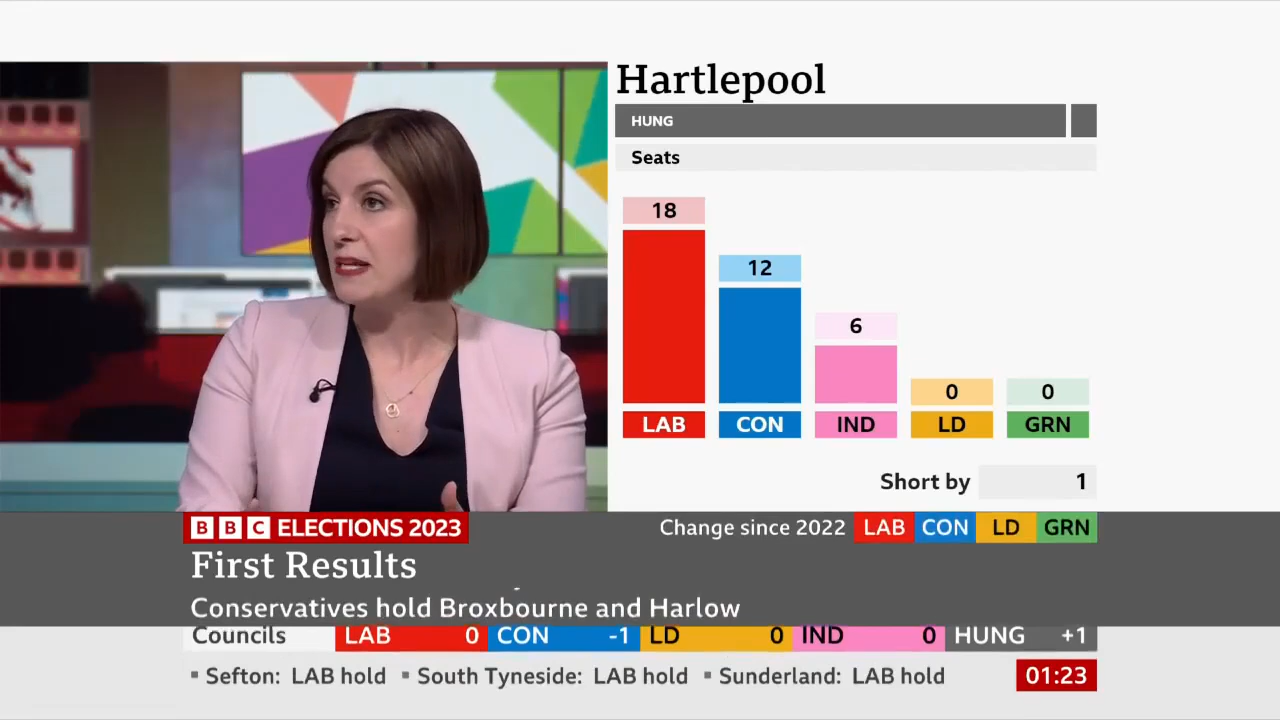 Hartlepool
HUNG
Seats
18
12
6
0
0
LAB
CON
IND
LD
GRN
Short by 1
BBC ELECTIONS 2023
Change since 2022 LAB CON LD GRN
First Results
Conservatives hold Broxbourne and Harlow
Councils LAB 0 CON -1 LD 0 IND 0 HUNG +1
▪ Sefton: LAB hold ▪ South Tyneside: LAB hold ▪ Sunderland: LAB hold
01:23